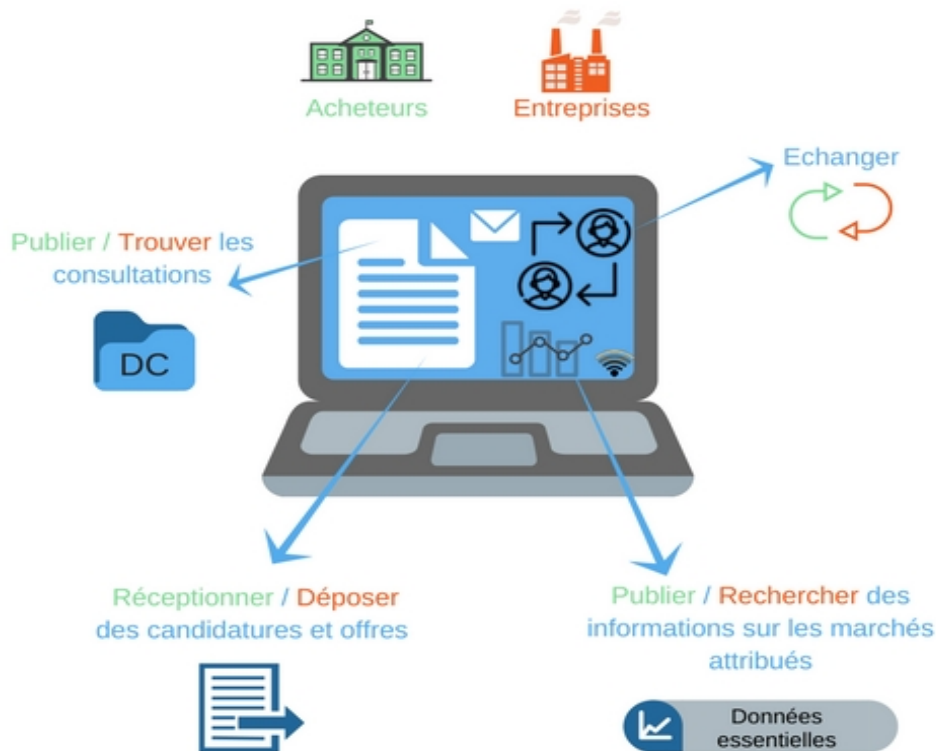 Acheteurs
Entreprises
Echanger
Publier / Trouver les
consultations
DC
Réceptionner / Déposer
des candidatures et offres
Publier / Rechercher des
informations sur les marchés
attribués
Données
essentielles